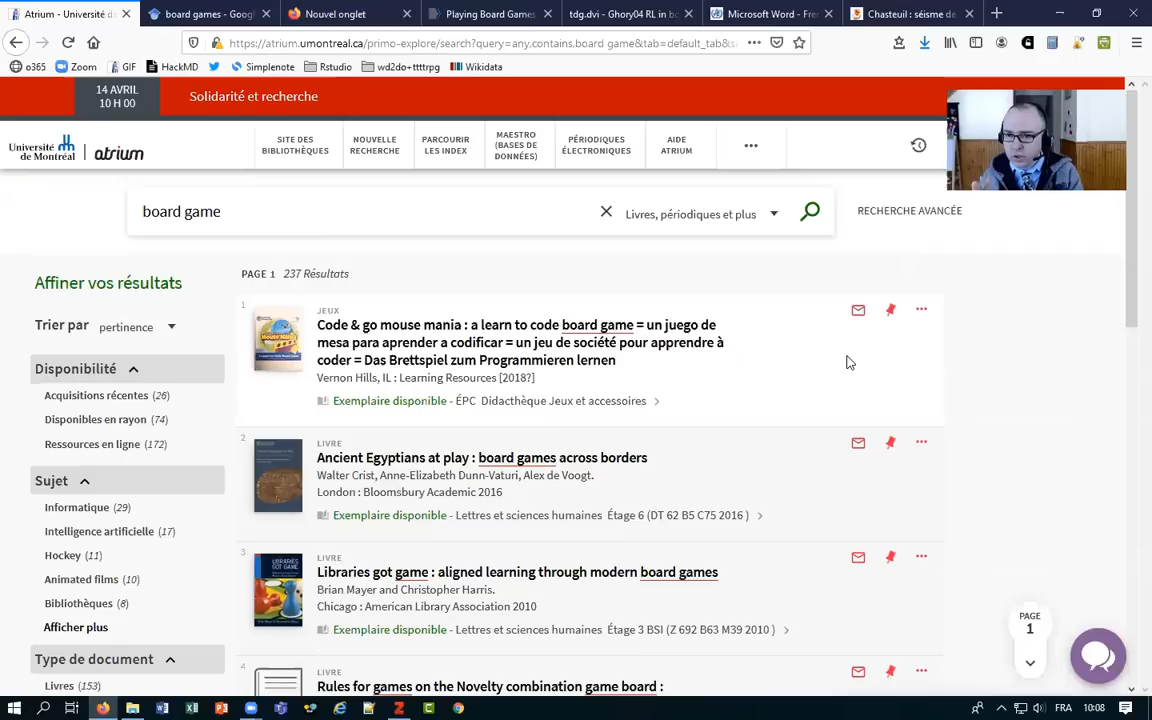 Atrium - Université d
board games - Goog
Nouvel onglet
Playing Board Games
tdg.dvi - Ghory04 RL in bo
Microsoft Word - Fre
Chasteuil : séisme de
https://atrium.umontreal.ca/primo-explore/search?query=any,contains,board game&tab=default_tab&s
o365
Zoom
GIF
HackMD
Simplenote
Rstudio
wd2do+ttttrpg
Wikidata
14 AVRIL
10 H 00
Solidarité et recherche
Université
de Montréal
atrium
SITE DES
BIBLIOTHÈQUES
NOUVELLE
RECHERCHE
PARCOURIR
LES INDEX
MAESTRO
(BASES DE
DONNÉES)
PÉRIODIQUES
ÉLECTRONIQUES
AIDE
ATRIUM
board game
Livres, périodiques et plus
RECHERCHE AVANCÉE
Affiner vos résultats
Trier par pertinence
Disponibilité
Acquisitions récentes (26)
Disponibles en rayon (74)
Ressources en ligne (172)
Sujet
Informatique (29)
Intelligence artificielle (17)
Hockey (11)
Animated films (10)
Bibliothèques (8)
Afficher plus
Type de document
Livres (153)
PAGE 1 237 Résultats
1
JEUX
Code & go mouse mania : a learn to code board game = un juego de
mesa para aprender a codificar = un jeu de société pour apprendre à
coder = Das Brettspiel zum Programmieren lernen
Vernon Hills, IL : Learning Resources [2018?]
Exemplaire disponible - ÉPC Didacthèque Jeux et accessoires
2
LIVRE
Ancient Egyptians at play : board games across borders
Walter Crist, Anne-Elizabeth Dunn-Vaturi, Alex de Voogt.
London : Bloomsbury Academic 2016
Exemplaire disponible - Lettres et sciences humaines Étage 6 (DT 62 B5 C75 2016 )
3
LIBRARIES
GOT GAME
LIVRE
Libraries got game : aligned learning through modern board games
Brian Mayer and Christopher Harris.
Chicago : American Library Association 2010
Exemplaire disponible - Lettres et sciences humaines Étage 3 BSI (Z 692 B63 M39 2010 )
4
LIVRE
Rules for games on the Novelty combination game board :
PAGE
1
FRA
10:08